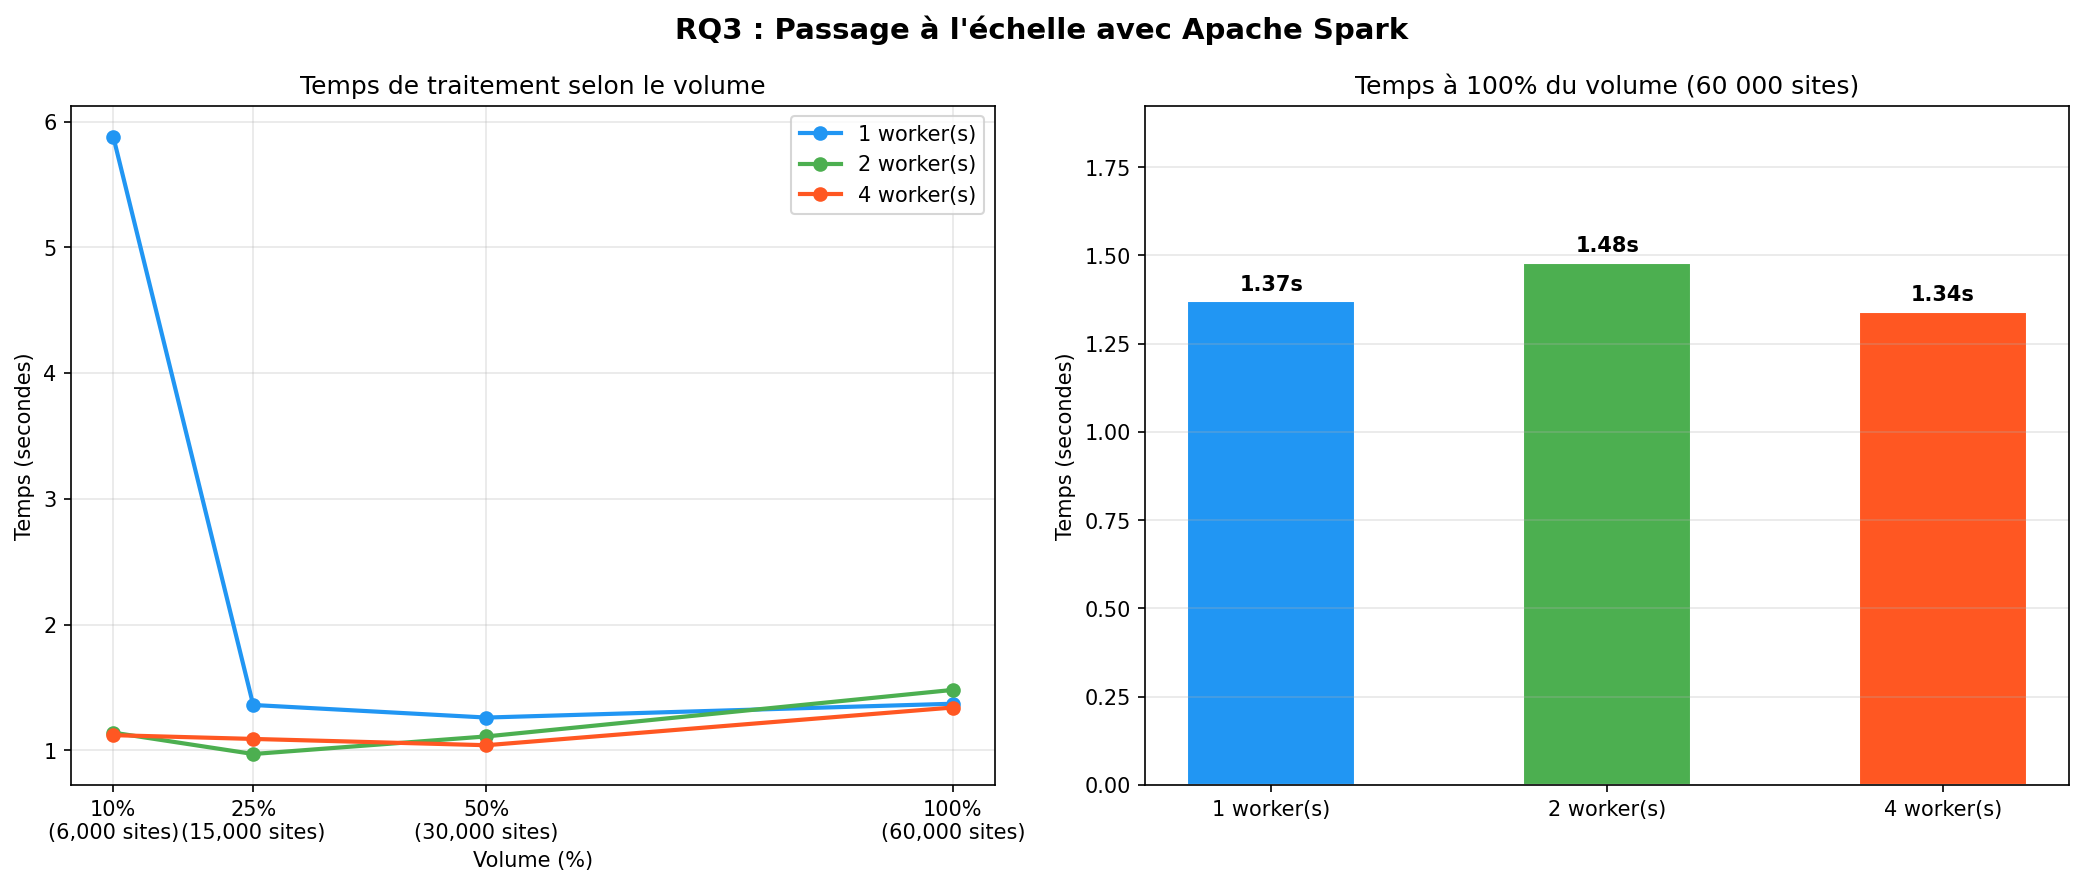 RQ3 : Passage à l'échelle avec Apache Spark
Temps de traitement selon le volume
Temps (secondes)
6
5
4
3
2
1
1 worker(s)
2 worker(s)
4 worker(s)
10%
(6,000 sites)
25%
(15,000 sites)
50%
(30,000 sites)
100%
(60,000 sites)
Volume (%)
Temps à 100% du volume (60 000 sites)
Temps (secondes)
1.75
1.50
1.25
1.00
0.75
0.50
0.25
0.00
1.37s
1.48s
1.34s
1 worker(s)
2 worker(s)
4 worker(s)